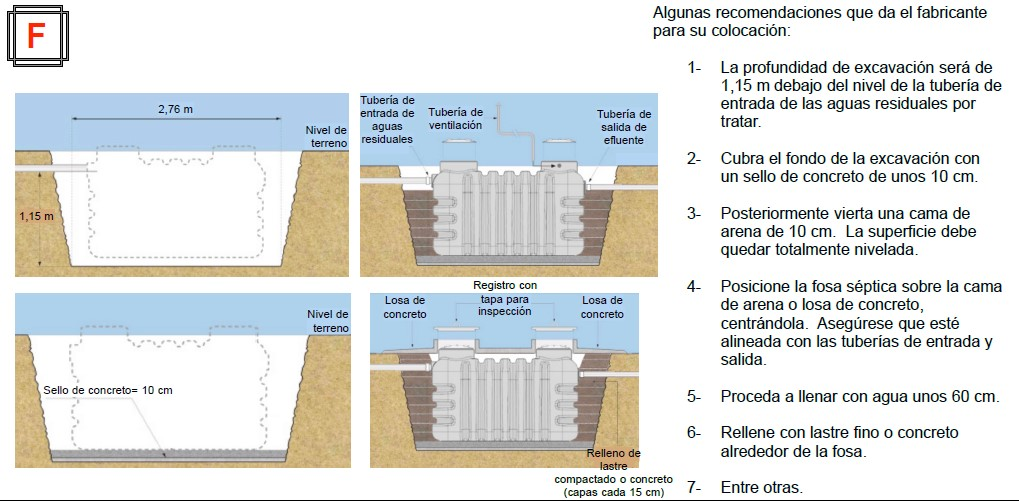 F
Algunas recomendaciones que da el fabricante
para su colocación:
1- La profundidad de excavación será de
1,15 m debajo del nivel de la tubería de
entrada de las aguas residuales por
tratar.
2- Cubra el fondo de la excavación con
un sello de concreto de unos 10 cm.
3- Posteriormente vierta una cama de
arena de 10 cm. La superficie debe
quedar totalmente nivelada.
4- Posicione la fosa séptica sobre la cama
de arena o losa de concreto,
centrándola. Asegúrese que esté
alineada con las tuberías de entrada y
salida.
5- Proceda a llenar con agua unos 60 cm.
6- Rellene con lastre fino o concreto
alrededor de la fosa.
7- Entre otras.
2,76 m
Nivel de
terreno
1,15 m
Tubería de
entrada de
aguas
residuales
Tubería de
ventilación
Tubería de
salida de
efluente
Nivel de
terreno
Sello de concreto= 10 cm
Registro con
tapa para
inspección
Losa de
concreto
Losa de
concreto
Relleno de
lastre
compactado o concreto
(capas cada 15 cm)